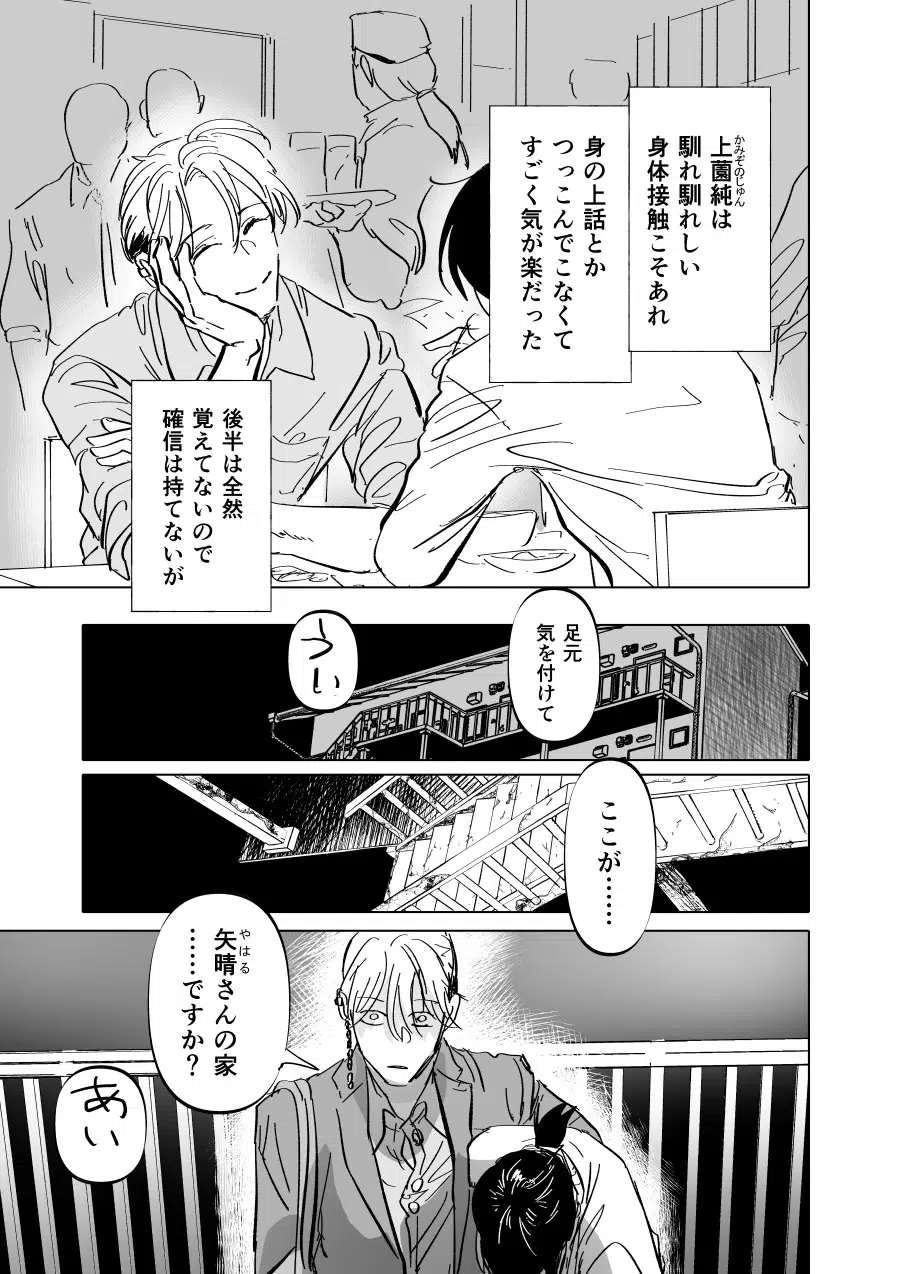 上薗純は
かみぞのじゅん
馴れ馴れしい
身体接触こそあれ
身の上話とか
つっこんでこなくて
すごく気が楽だった
後半は全然
覚えてないので
確信は持てないが
足元
気を付けて
うい
ここが……
矢晴さんの家
やはる
……ですか？
あい